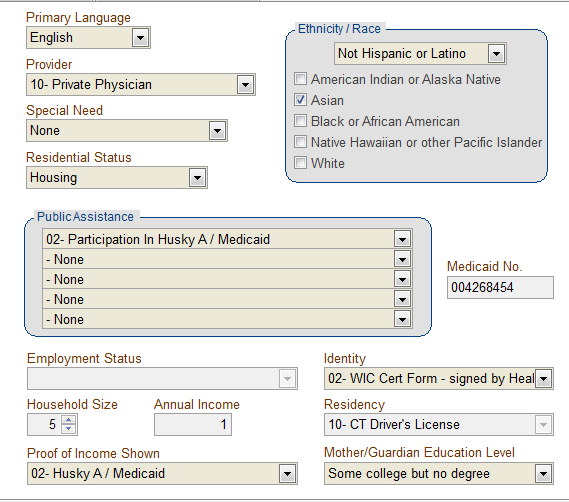 Primary Language
English
Provider
10- Private Physician
Special Need
None
Residential Status
Housing
Ethnicity / Race
Not Hispanic or Latino
American Indian or Alaska Native
Asian
Black or African American
Native Hawaiian or other Pacific Islander
White
Public Assistance
02- Participation In Husky A / Medicaid
- None
- None
- None
- None
Medicaid No.
004268454
Employment Status
Identity
02- WIC Cert Form - signed by Heal
Household Size
Annual Income
Residency
5
1
10- CT Driver's License
Proof of Income Shown
Mother/Guardian Education Level
02- Husky A / Medicaid
Some college but no degree